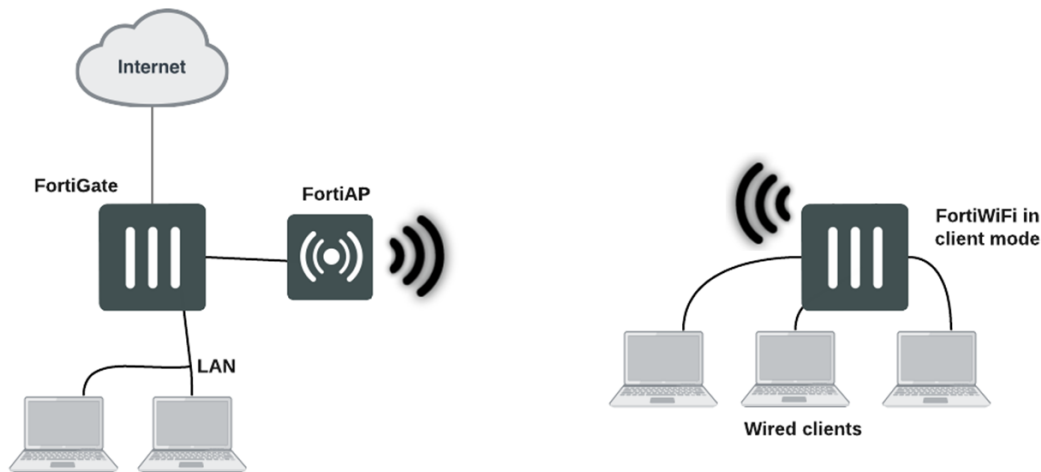 Internet
FortiGate
FortiAP
LAN
FortiWiFi in
client mode
Wired clients